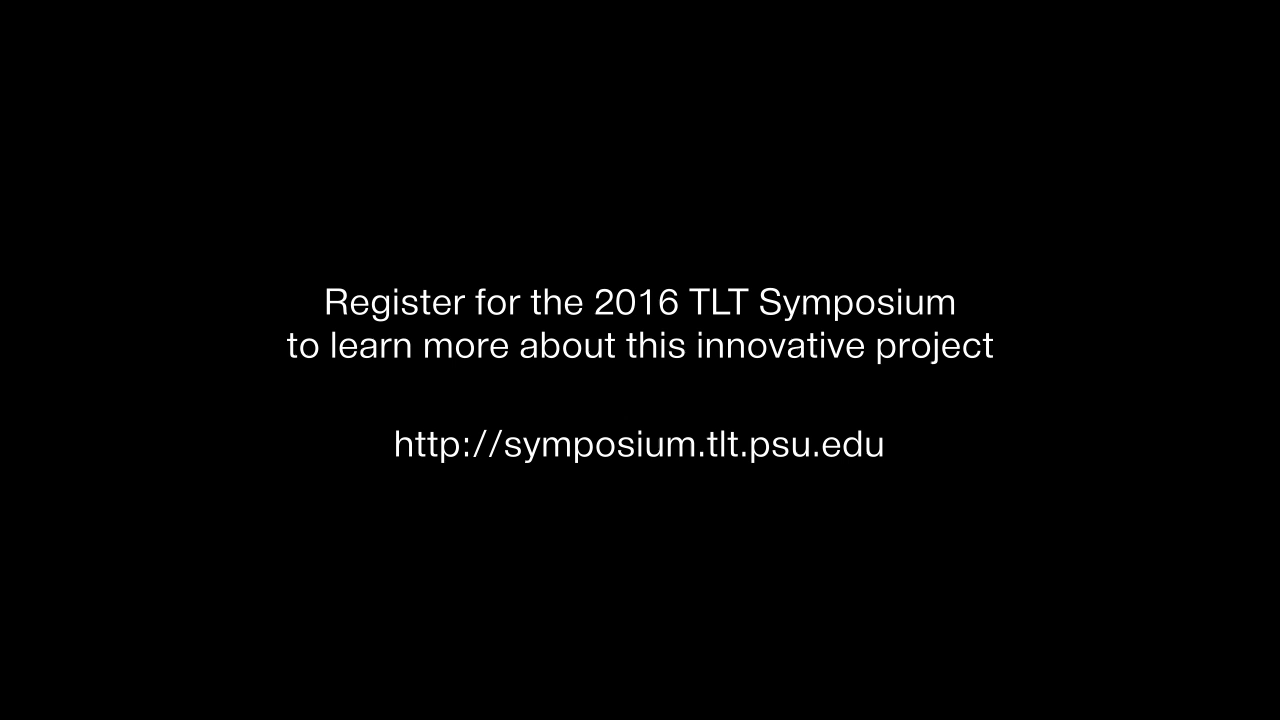 Register for the 2016 TLT Symposium
to learn more about this innovative project
http://symposium.tlt.psu.edu